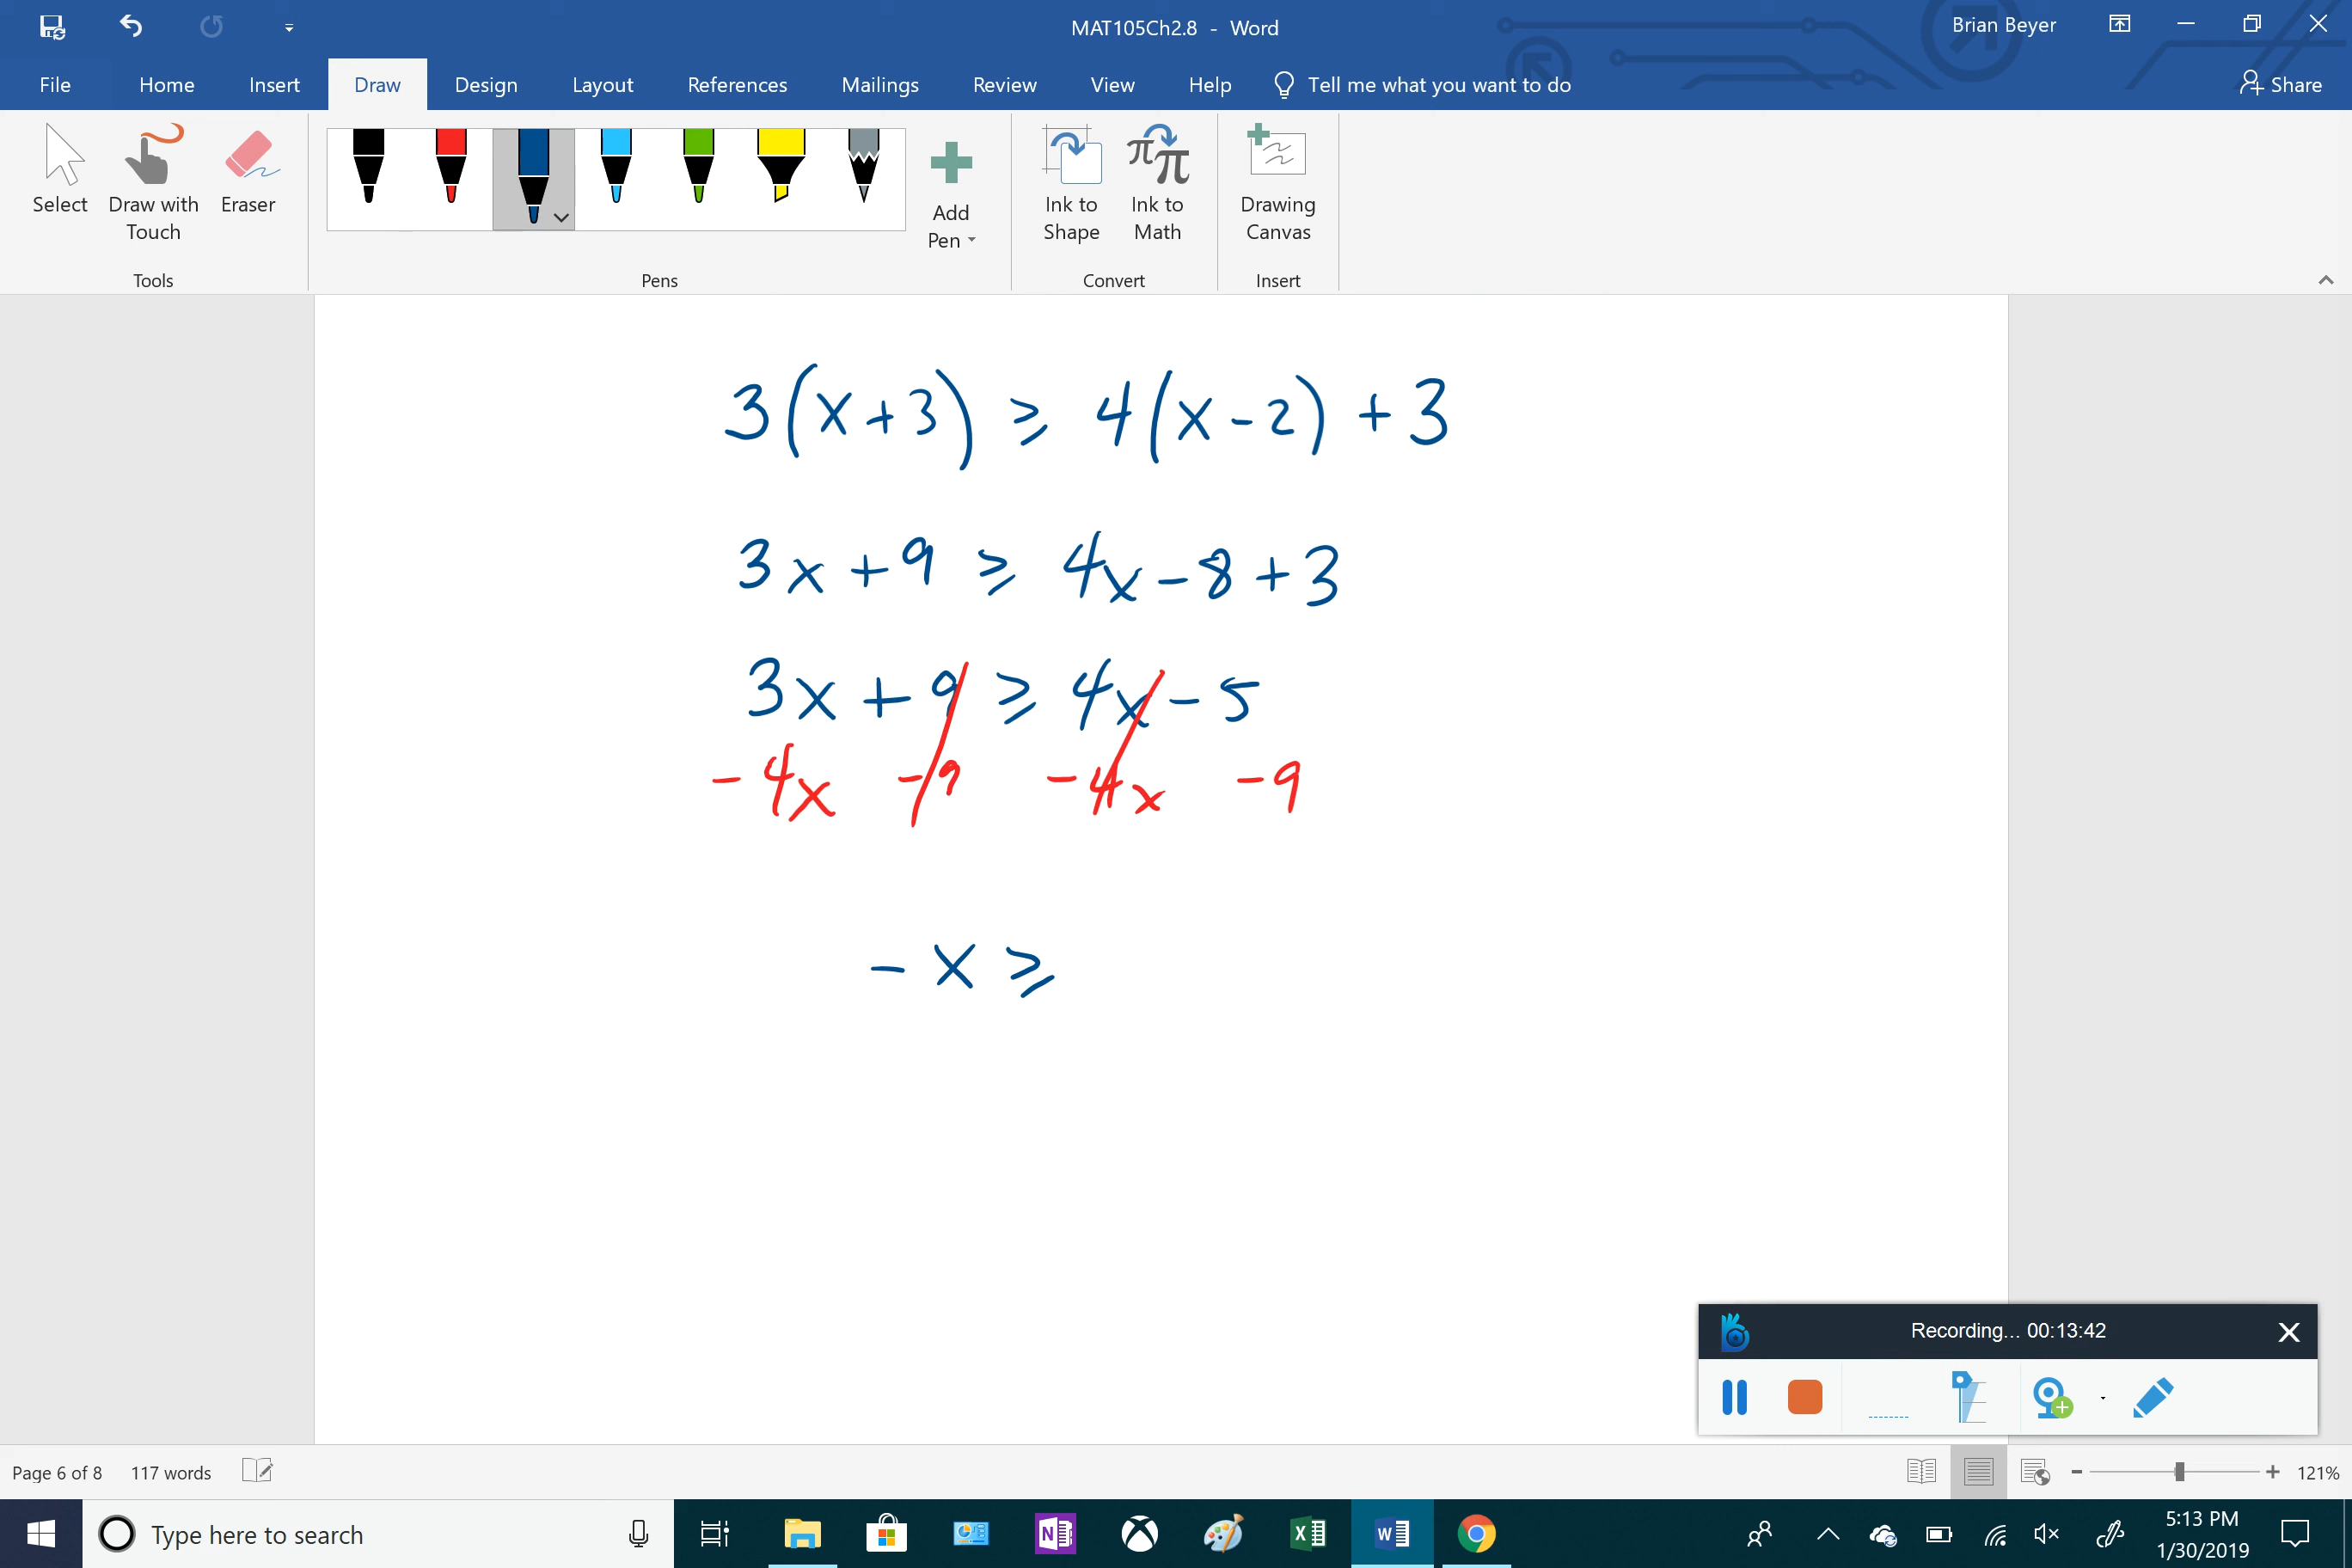 MAT105Ch2.8 - Word
Brian Beyer
File Home Insert Draw Design Layout References Mailings Review View Help Tell me what you want to do Share
Select Draw with Touch Eraser
Add Pen
Ink to Shape Ink to Math
Drawing Canvas
Tools Pens Convert Insert
3(x+3) ≥ 4(x-2) +3
3x+9 ≥ 4x-8+3
3x+9 ≥ 4x-5
-4x -9 -4x -9
-x ≥
Recording... 00:13:42
Page 6 of 8 117 words
121%
Type here to search
5:13 PM
1/30/2019